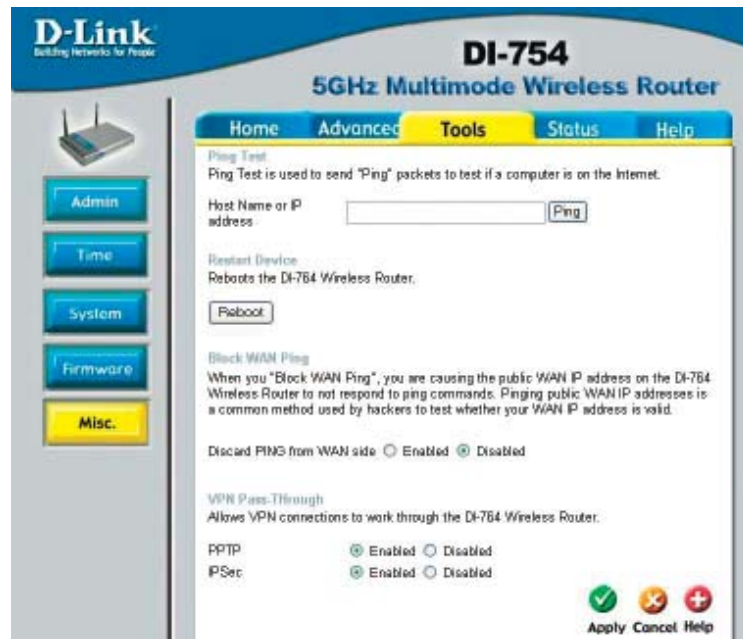 D-Link
Building Networks for People
DI-754
5GHz Multimode Wireless Router
Home
Advanced
Tools
Status
Help
Admin
Time
System
Firmware
Misc.
Ping Test
Ping Test is used to send "Ping" packets to test if a computer is on the Internet.
Host Name or IP
address
Ping
Restart Device
Reboots the DI-764 Wireless Router.
Reboot
Block WAN Ping
When you "Block WAN Ping", you are causing the public WAN IP address on the DI-764
Wireless Router to not respond to ping commands. Pinging public WAN IP addresses is
a common method used by hackers to test whether your WAN IP address is valid.
Discard PING from WAN side Enabled Disabled
VPN Pass-Through
Allows VPN connections to work through the DI-764 Wireless Router.
PPTP Enabled Disabled
IPSec Enabled Disabled
Apply Cancel Help